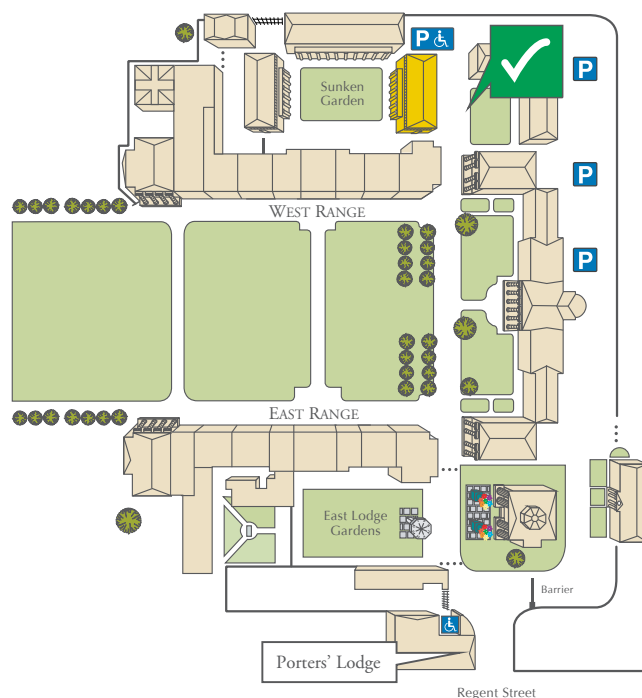 P
Sunken
Garden
P
P
WEST RANGE
P
EAST RANGE
East Lodge
Gardens
Barrier
Porters' Lodge
Regent Street